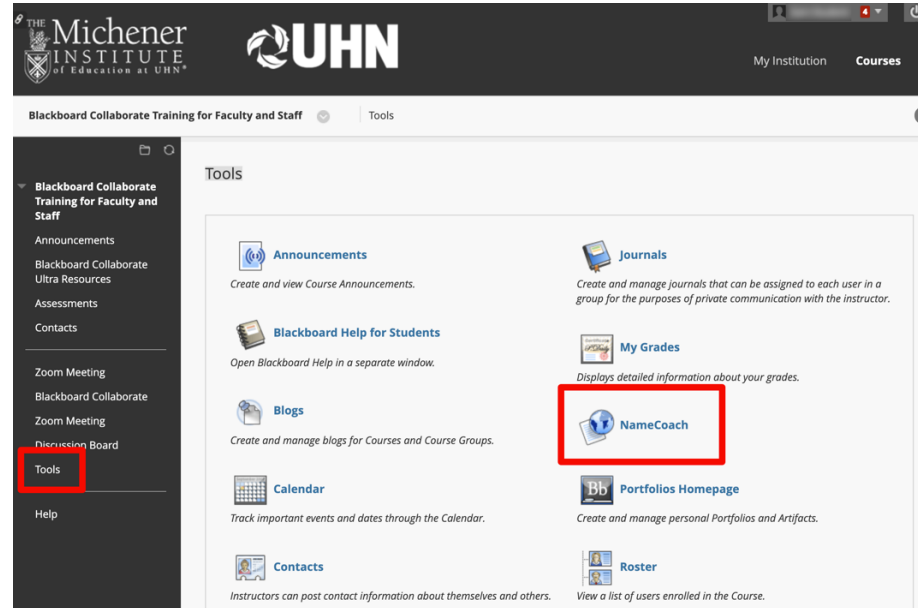 THE
Michener
INSTITUTE
of Education at UHN
UHN
4
My Institution
Courses
Blackboard Collaborate Training for Faculty and Staff
Tools
Blackboard Collaborate
Training for Faculty and
Staff
Announcements
Blackboard Collaborate
Ultra Resources
Assessments
Contacts
Zoom Meeting
Blackboard Collaborate
Zoom Meeting
Discussion Board
Tools
Help
Tools
Announcements
Create and view Course Announcements.
Blackboard Help for Students
Open Blackboard Help in a separate window.
Blogs
Create and manage blogs for Courses and Course Groups.
Calendar
Track important events and dates through the Calendar.
Contacts
Instructors can post contact information about themselves and others.
Journals
Create and manage journals that can be assigned to each user in a
group for the purposes of private communication with the instructor.
My Grades
Displays detailed information about your grades.
NameCoach
Bb
Portfolios Homepage
Create and manage personal Portfolios and Artifacts.
Roster
View a list of users enrolled in the Course.